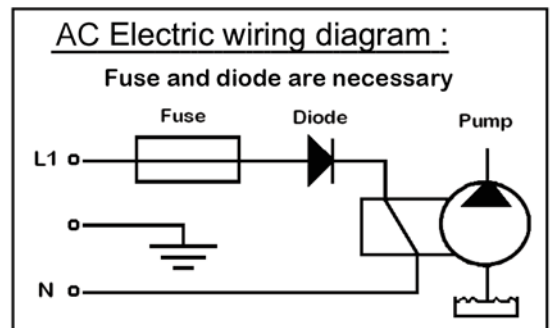 AC Electric wiring diagram :
Fuse and diode are necessary
Fuse
Diode
Pump
L1
N